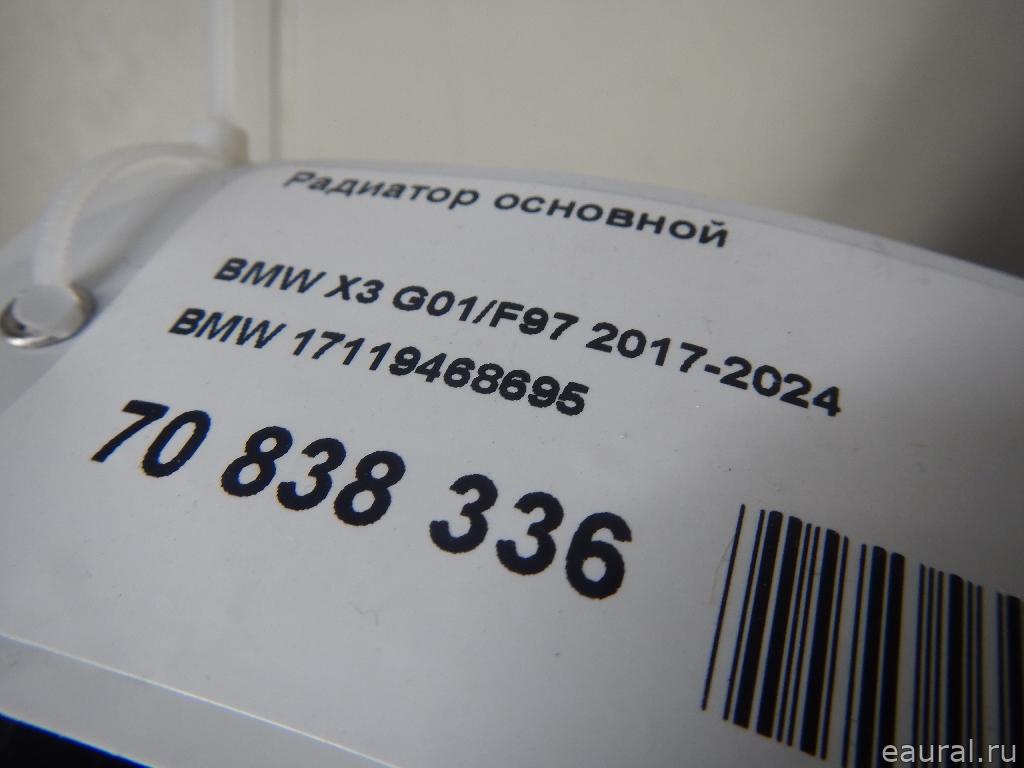 Радиатор основной
BMW X3 G01/F97 2017-2024
BMW 17119468695
70 838 336
eaural.ru